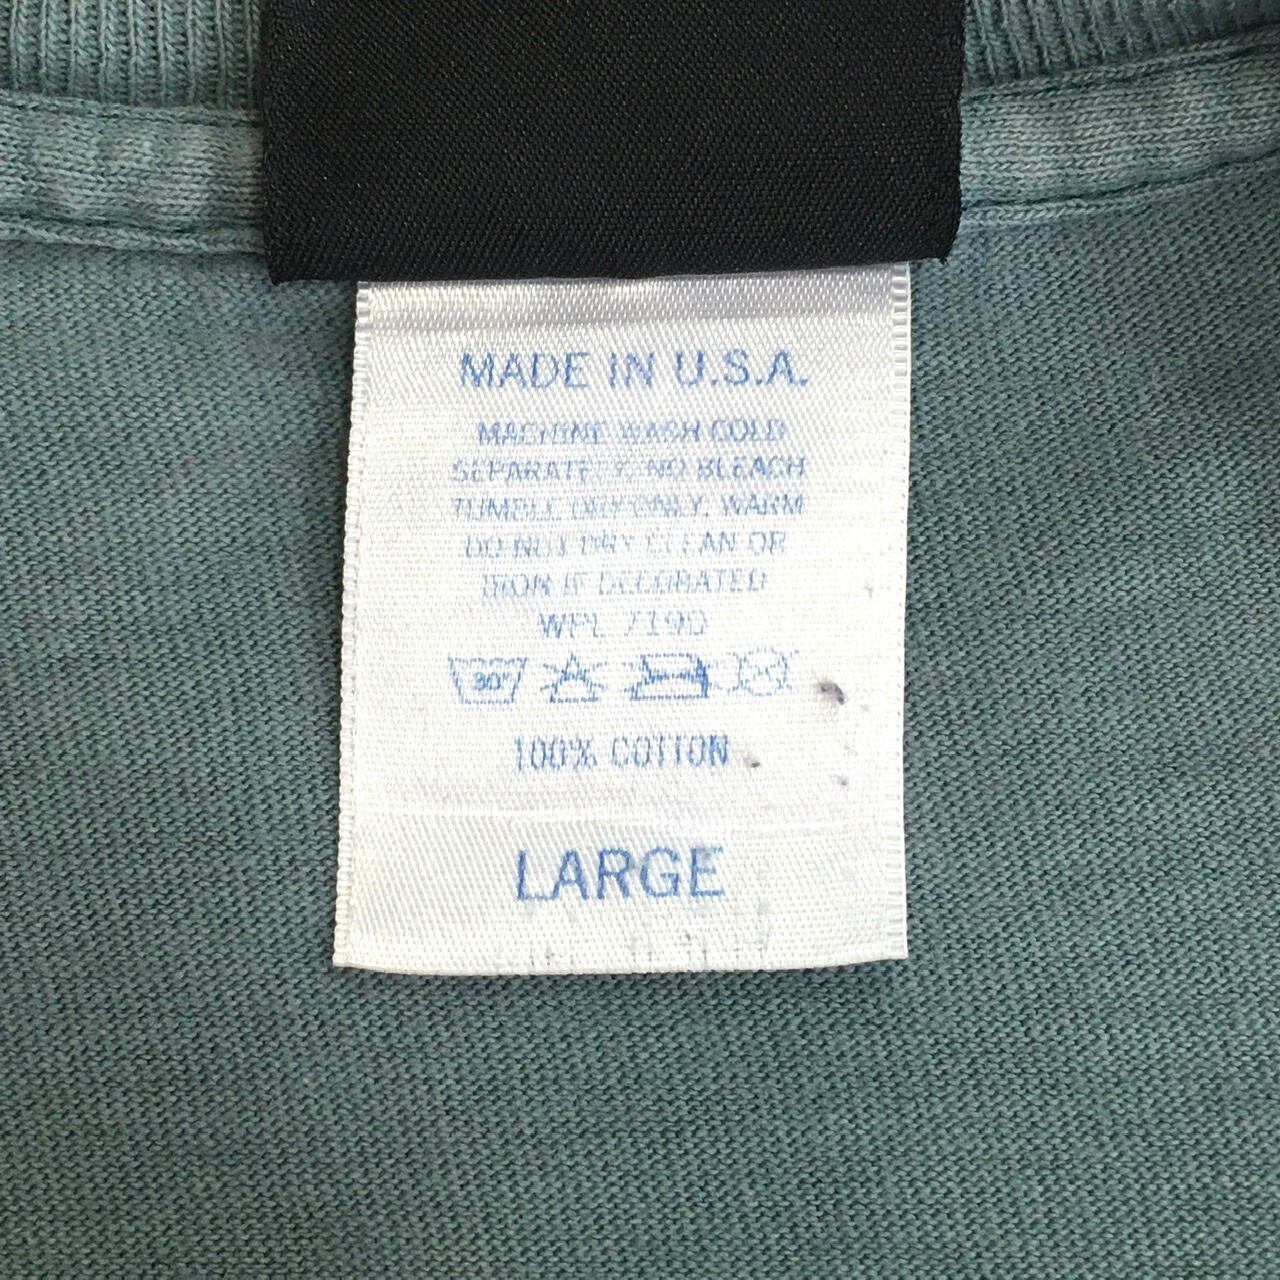 MADE IN U.S.A.
MACHINE WASH COLD
SEPARATELY. NO BLEACH
TUMBLE DRY ONLY, WARM
DO NOT DRY CLEAN OR
IRON IF DECORATED
WPL 7190
30°
100% COTTON
LARGE